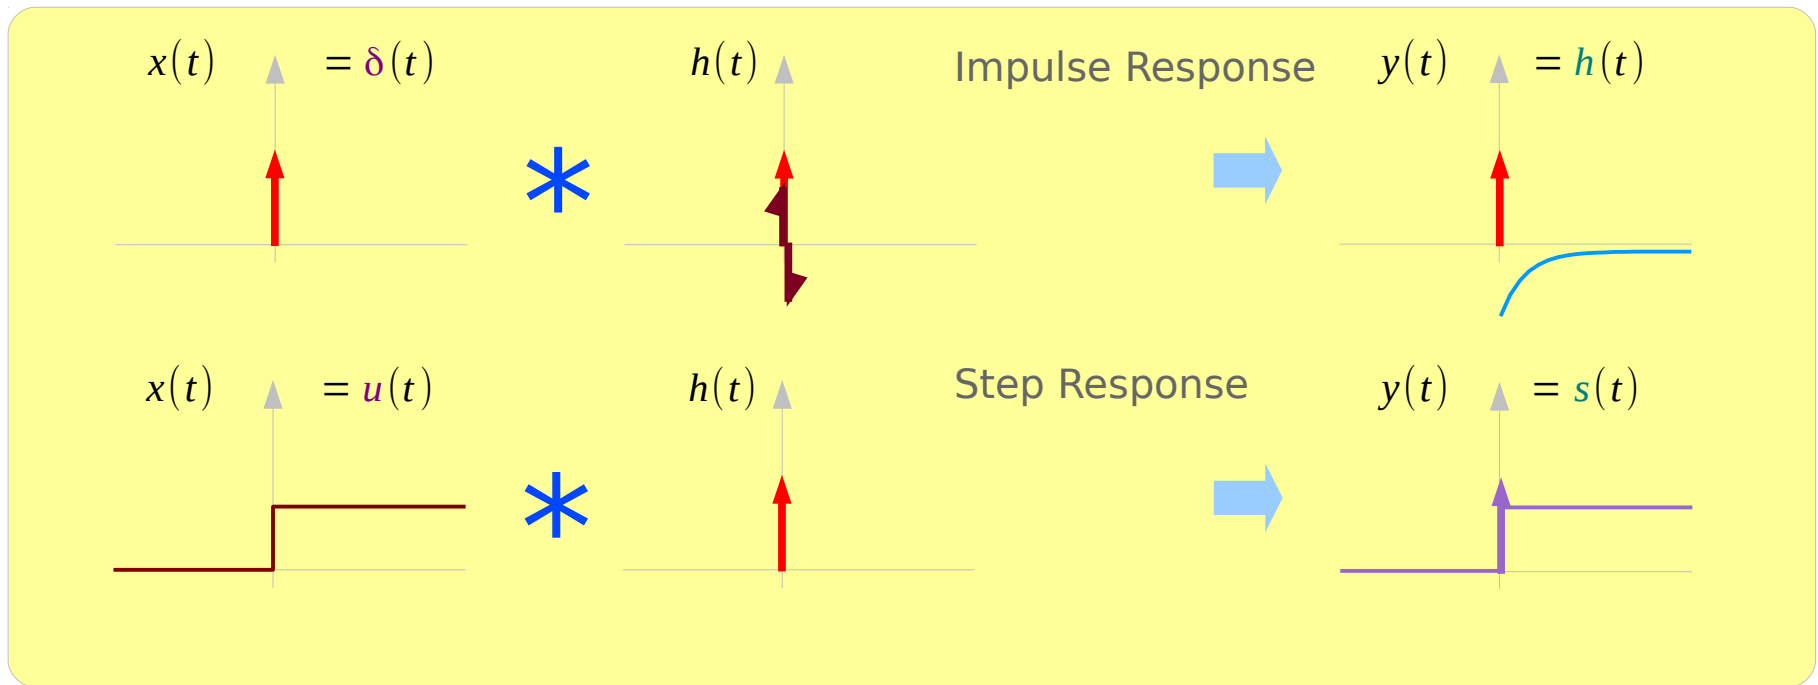 x(t) = δ(t) h(t) Impulse Response y(t) = h(t)
*
x(t) = u(t) h(t) Step Response y(t) = s(t)
*